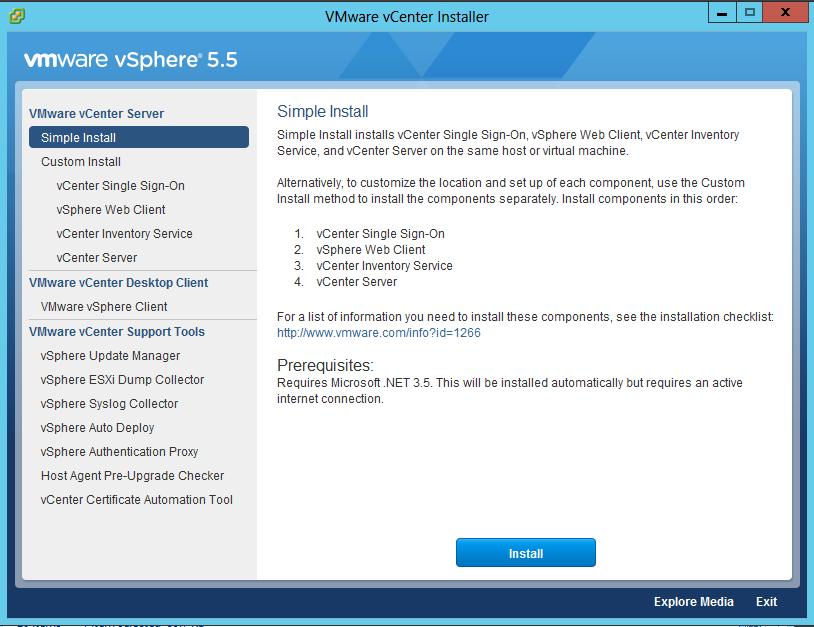 VMware vCenter Installer
vmware vSphere® 5.5
VMware vCenter Server
Simple Install
Custom Install
vCenter Single Sign-On
vSphere Web Client
vCenter Inventory Service
vCenter Server
VMware vCenter Desktop Client
VMware vSphere Client
VMware vCenter Support Tools
vSphere Update Manager
vSphere ESXi Dump Collector
vSphere Syslog Collector
vSphere Auto Deploy
vSphere Authentication Proxy
Host Agent Pre-Upgrade Checker
vCenter Certificate Automation Tool
Simple Install
Simple Install installs vCenter Single Sign-On, vSphere Web Client, vCenter Inventory
Service, and vCenter Server on the same host or virtual machine.
Alternatively, to customize the location and set up of each component, use the Custom
Install method to install the components separately. Install components in this order:
1. vCenter Single Sign-On
2. vSphere Web Client
3. vCenter Inventory Service
4. vCenter Server
For a list of information you need to install these components, see the installation checklist:
http://www.vmware.com/info?id=1266
Prerequisites:
Requires Microsoft .NET 3.5. This will be installed automatically but requires an active
internet connection.
Install
Explore Media Exit